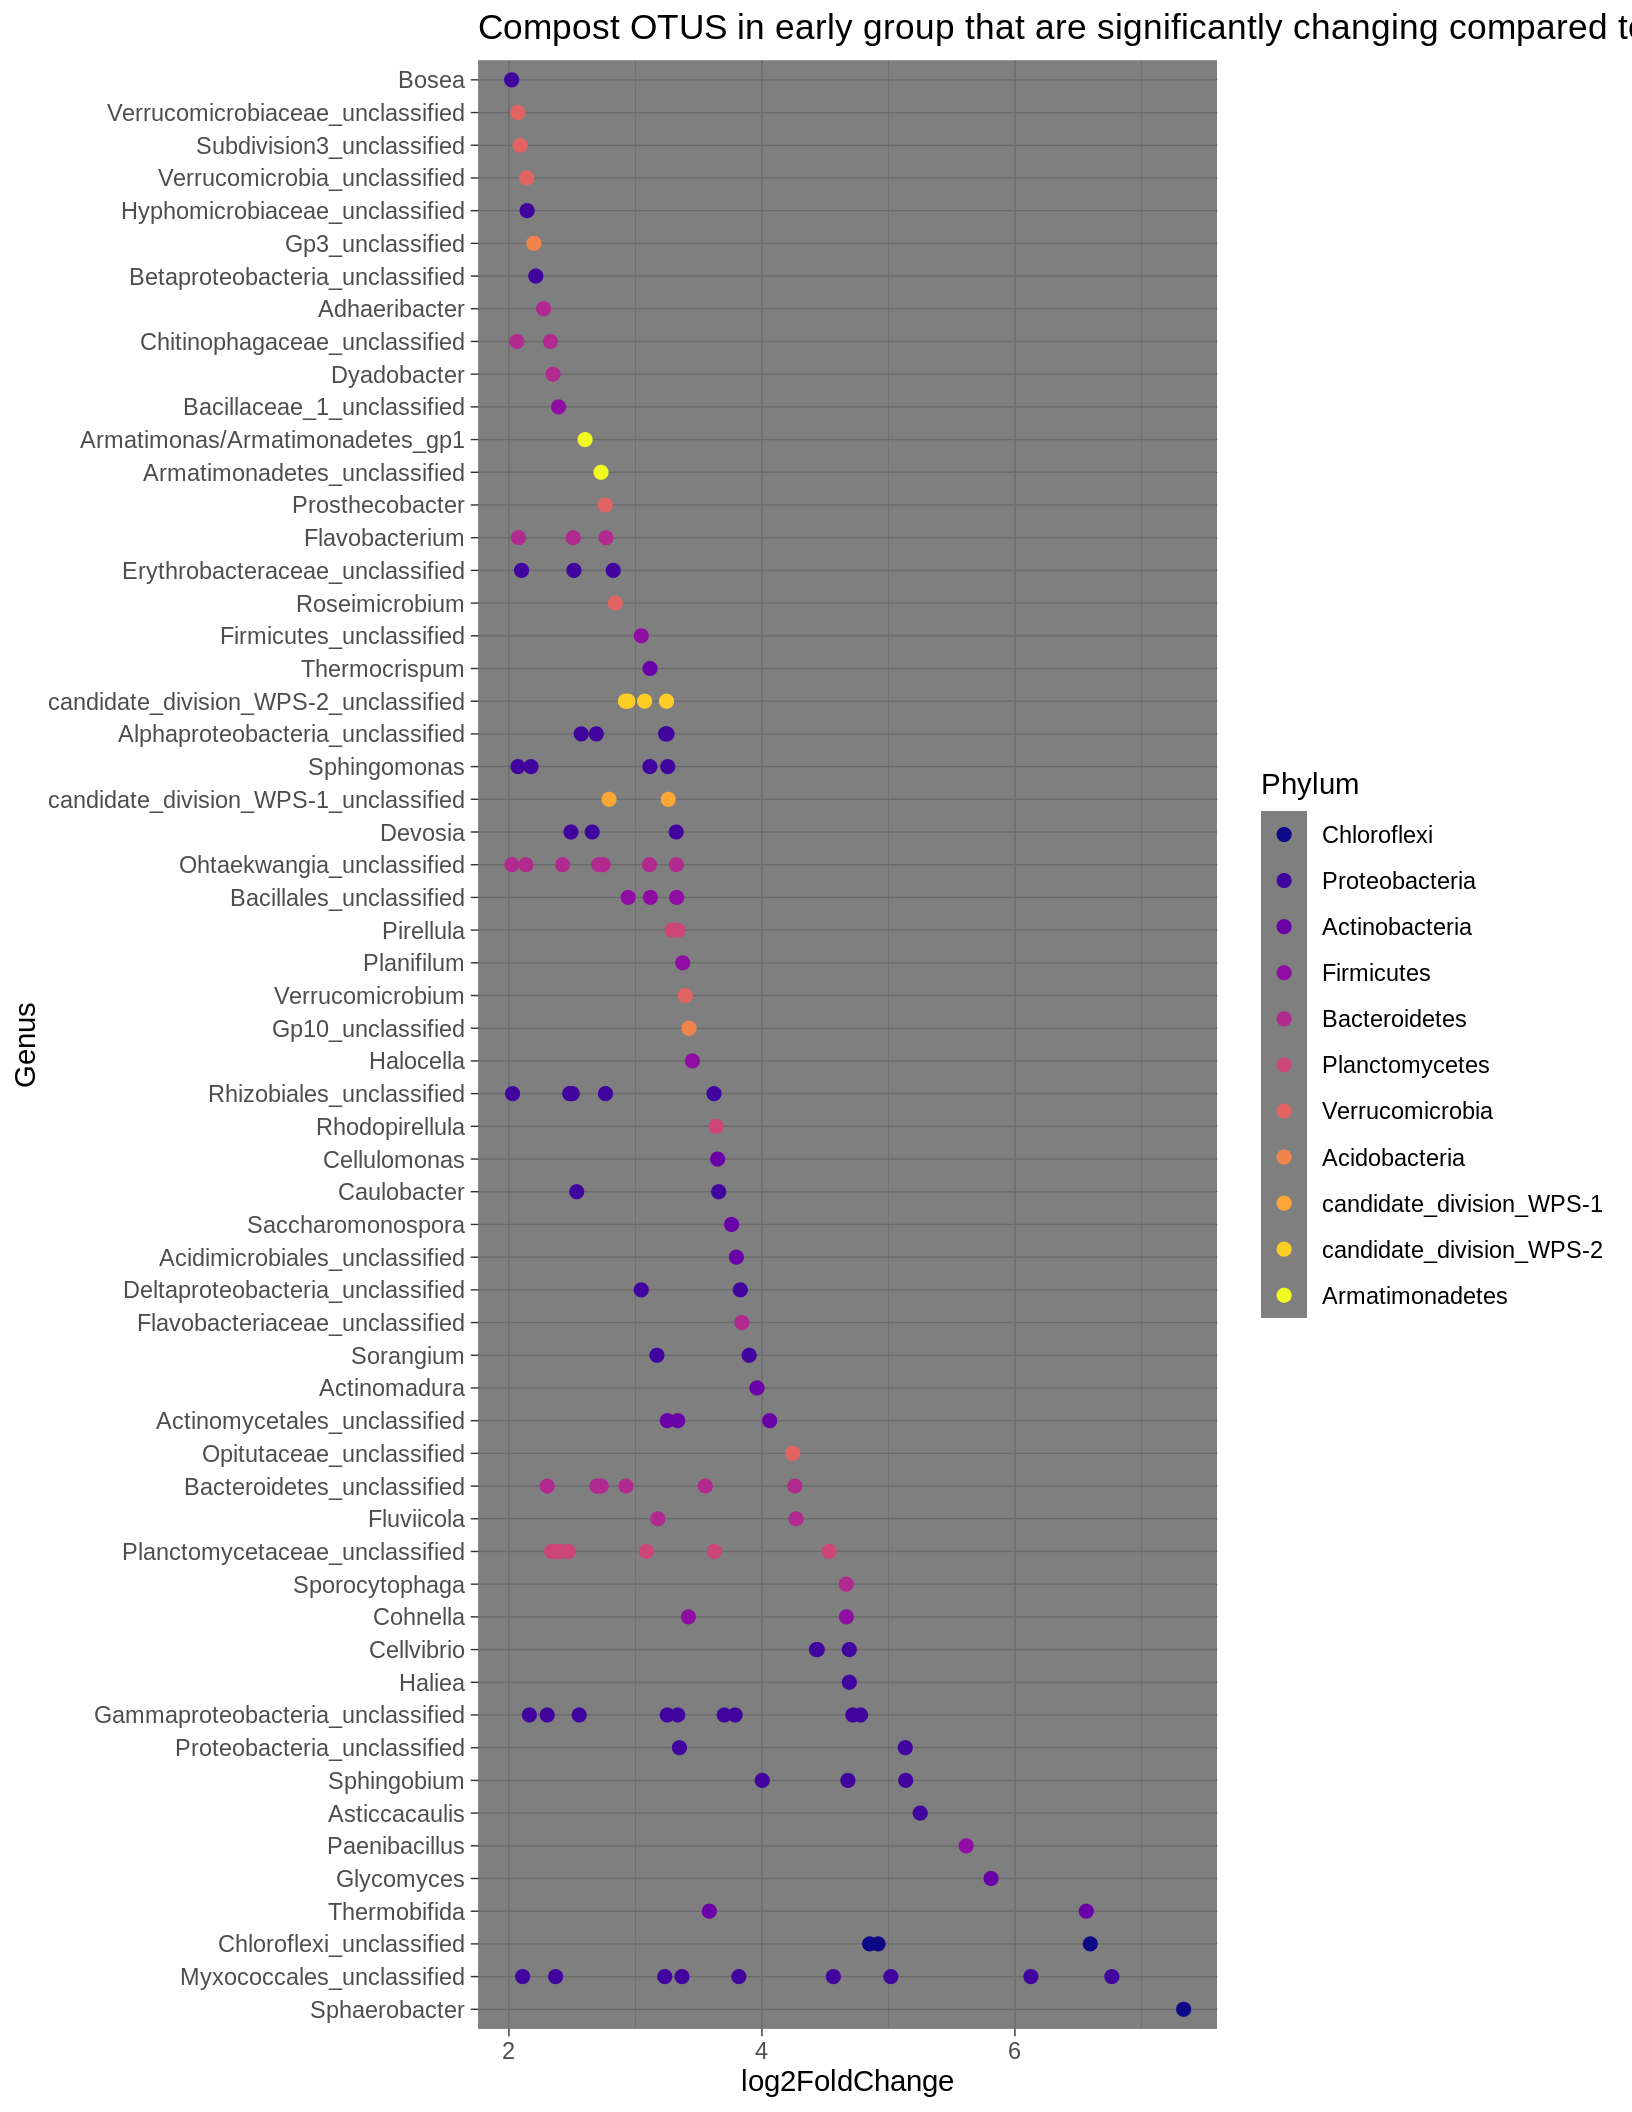 Compost OTUS in early group that are significantly changing compared to
Bosea
Verrucomicrobiaceae_unclassified
Subdivision3_unclassified
Verrucomicrobia_unclassified
Hyphomicrobiaceae_unclassified
Gp3_unclassified
Betaproteobacteria_unclassified
Adhaeribacter
Chitinophagaceae_unclassified
Dyadobacter
Bacillaceae_1_unclassified
Armatimonas/Armatimonadetes_gp1
Armatimonadetes_unclassified
Prosthecobacter
Flavobacterium
Erythrobacteraceae_unclassified
Roseimicrobium
Firmicutes_unclassified
Thermocrispum
candidate_division_WPS-2_unclassified
Alphaproteobacteria_unclassified
Sphingomonas
candidate_division_WPS-1_unclassified
Devosia
Ohtaekwangia_unclassified
Bacillales_unclassified
Pirellula
Planifilum
Verrucomicrobium
Gp10_unclassified
Halocella
Rhizobiales_unclassified
Rhodopirellula
Cellulomonas
Caulobacter
Saccharomonospora
Acidimicrobiales_unclassified
Deltaproteobacteria_unclassified
Flavobacteriaceae_unclassified
Sorangium
Actinomadura
Actinomycetales_unclassified
Opitutaceae_unclassified
Bacteroidetes_unclassified
Fluviicola
Planctomycetaceae_unclassified
Sporocytophaga
Cohnella
Cellvibrio
Haliea
Gammaproteobacteria_unclassified
Proteobacteria_unclassified
Sphingobium
Asticcacaulis
Paenibacillus
Glycomyces
Thermobifida
Chloroflexi_unclassified
Myxococcales_unclassified
Sphaerobacter
Genus
2 4 6
log2FoldChange
Phylum
Chloroflexi
Proteobacteria
Actinobacteria
Firmicutes
Bacteroidetes
Planctomycetes
Verrucomicrobia
Acidobacteria
candidate_division_WPS-1
candidate_division_WPS-2
Armatimonadetes